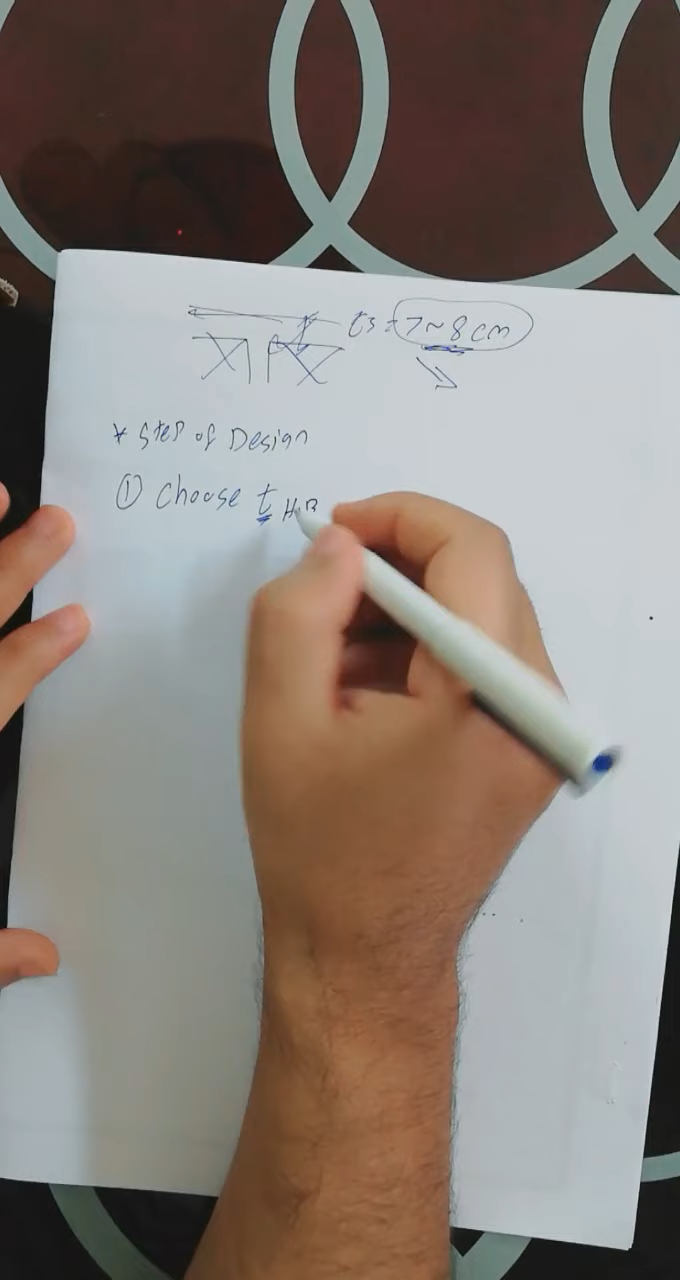 ts = 7~8 cm
* Step of Design
① choose t H.B